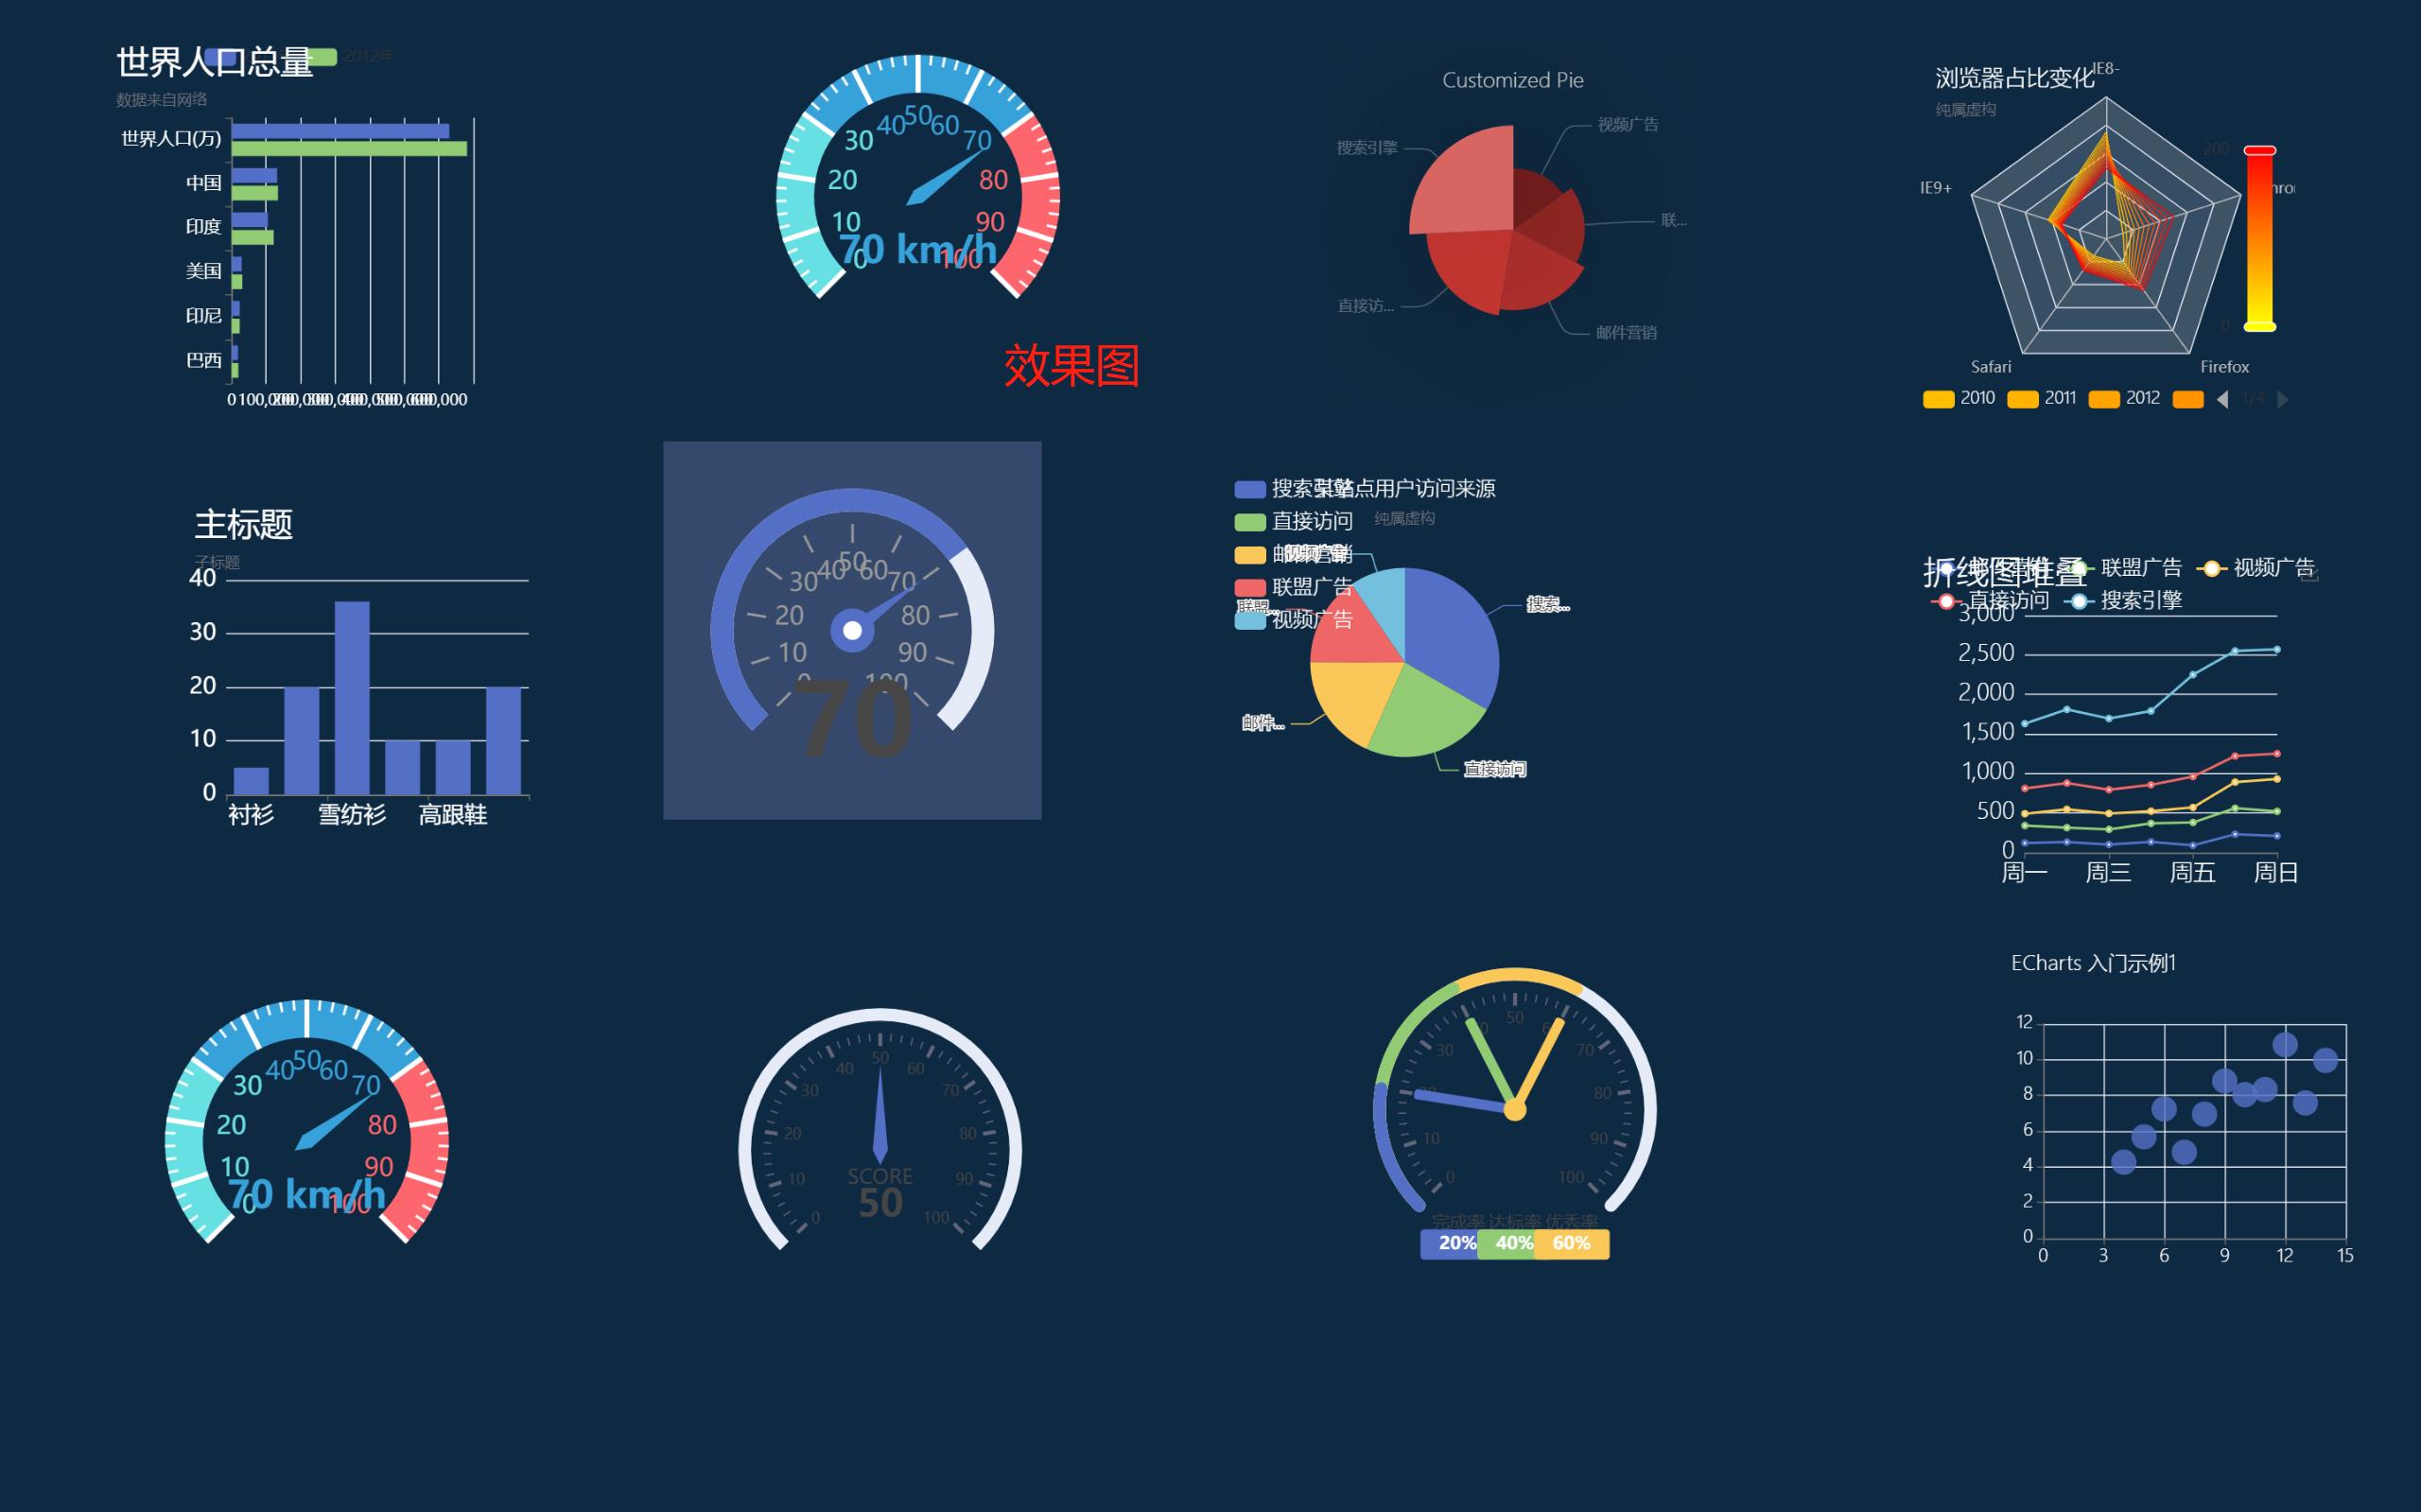 世界人口总量
2012年
数据来自网络
世界人口(万)
中国
印度
美国
印尼
巴西
0 100,000 200,000 300,000 400,000 500,000 600,000
0 10 20 30 40 50 60 70 80 90 100
70 km/h
效果图
Customized Pie
视频广告
搜索引擎
联...
直接访...
邮件营销
浏览器占比变化
纯属虚构
IE8-
IE9+
Safari
Firefox
200
0
2010 2011 2012
1/4
主标题
子标题
40
30
20
10
0
衬衫 雪纺衫 高跟鞋
0 10 20 30 40 50 60 70 80 90 100
70
某站点用户访问来源
纯属虚构
搜索引擎
直接访问
邮件营销
联盟广告
视频广告
搜索...
联盟...
邮件...
直接访问
视频广告
折线图堆叠
邮件营销 联盟广告 视频广告
直接访问 搜索引擎
3,000
2,500
2,000
1,500
1,000
500
0
周一 周三 周五 周日
0 10 20 30 40 50 60 70 80 90 100
70 km/h
0 10 20 30 40 50 60 70 80 90 100
SCORE
50
0 10 20 30 40 50 60 70 80 90 100
完成率 达标率 优秀率
20% 40% 60%
ECharts 入门示例1
12
10
8
6
4
2
0
0 3 6 9 12 15